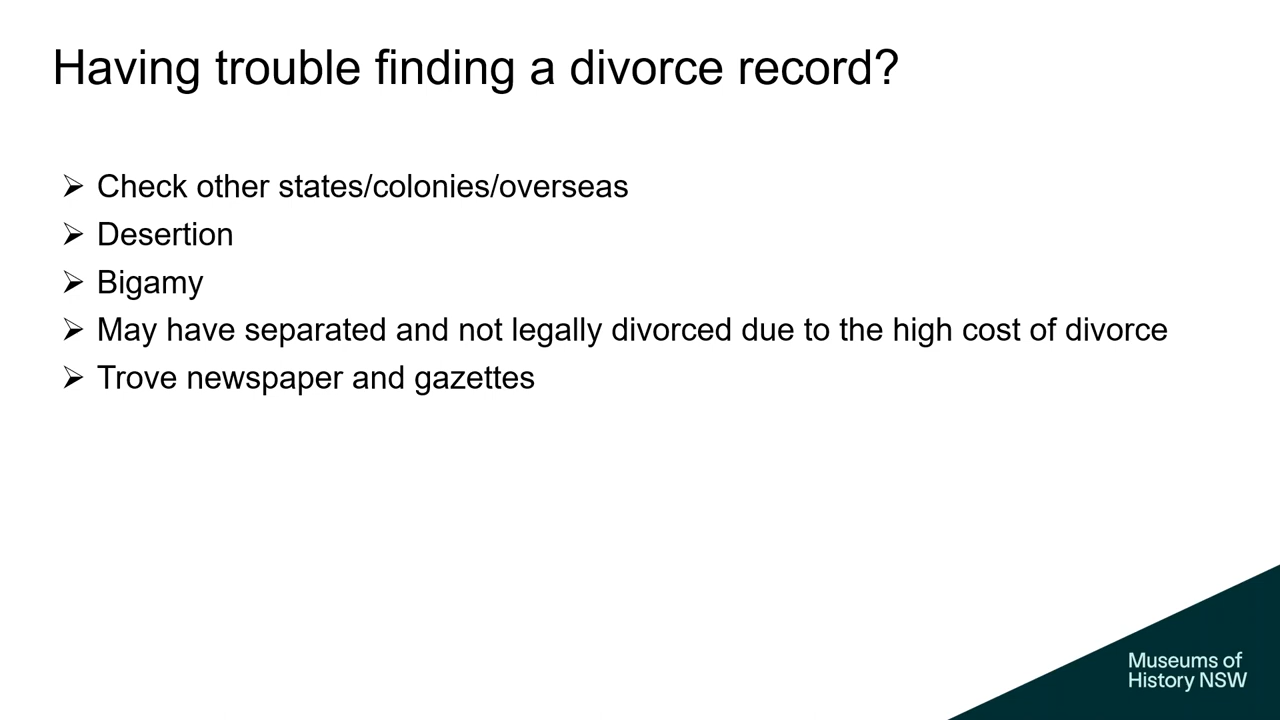 Having trouble finding a divorce record?
➢ Check other states/colonies/overseas
➢ Desertion
➢ Bigamy
➢ May have separated and not legally divorced due to the high cost of divorce
➢ Trove newspaper and gazettes
Museums of
History NSW